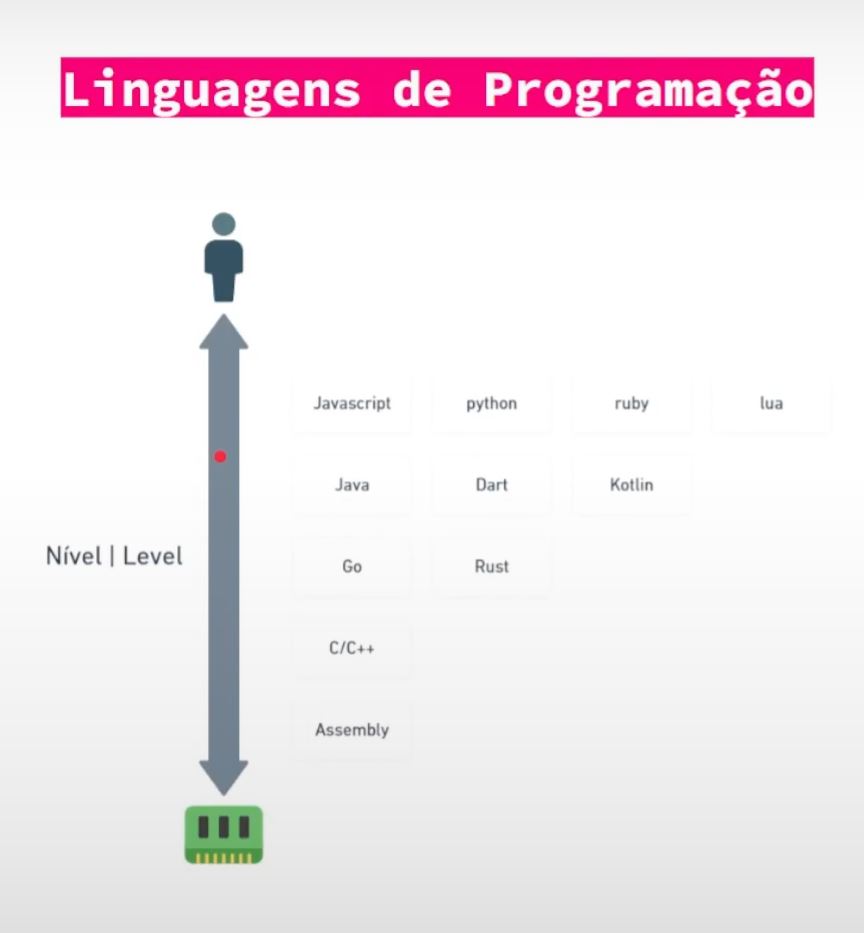 Linguagens de Programação
Javascript python ruby lua
Java Dart Kotlin
Go Rust
Nível | Level
C/C++
Assembly